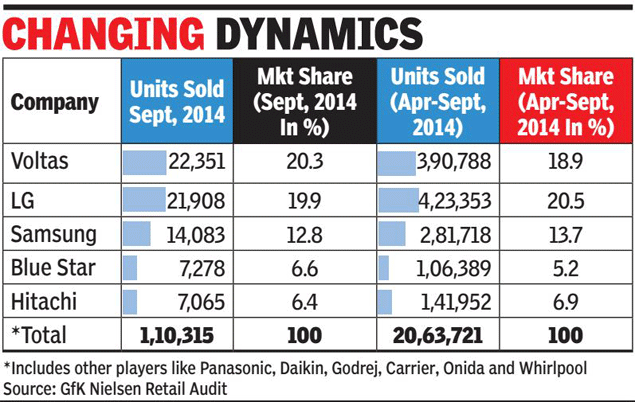 CHANGING DYNAMICS
Company
Units Sold
Sept, 2014
Mkt Share
(Sept, 2014
In %)
Units Sold
(Apr-Sept,
2014)
Mkt Share
(Apr-Sept,
2014 In %)
Voltas 22,351 20.3 3,90,788 18.9
LG 21,908 19.9 4,23,353 20.5
Samsung 14,083 12.8 2,81,718 13.7
Blue Star 7,278 6.6 1,06,389 5.2
Hitachi 7,065 6.4 1,41,952 6.9
*Total 1,10,315 100 20,63,721 100
*Includes other players like Panasonic, Daikin, Godrej, Carrier, Onida and Whirlpool
Source: GfK Nielsen Retail Audit